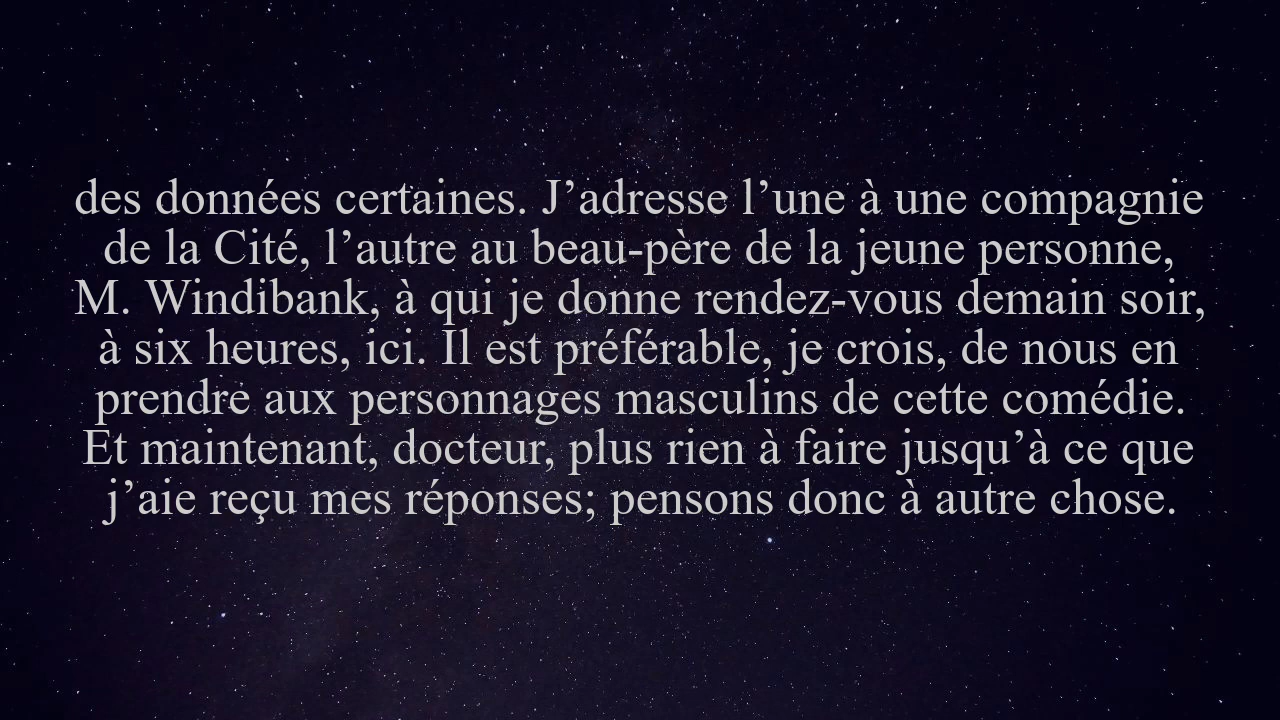 des données certaines. J’adresse l’une à une compagnie
de la Cité, l’autre au beau-père de la jeune personne,
M. Windibank, à qui je donne rendez-vous demain soir,
à six heures, ici. Il est préférable, je crois, de nous en
prendre aux personnages masculins de cette comédie.
Et maintenant, docteur, plus rien à faire jusqu’à ce que
j’aie reçu mes réponses; pensons donc à autre chose.